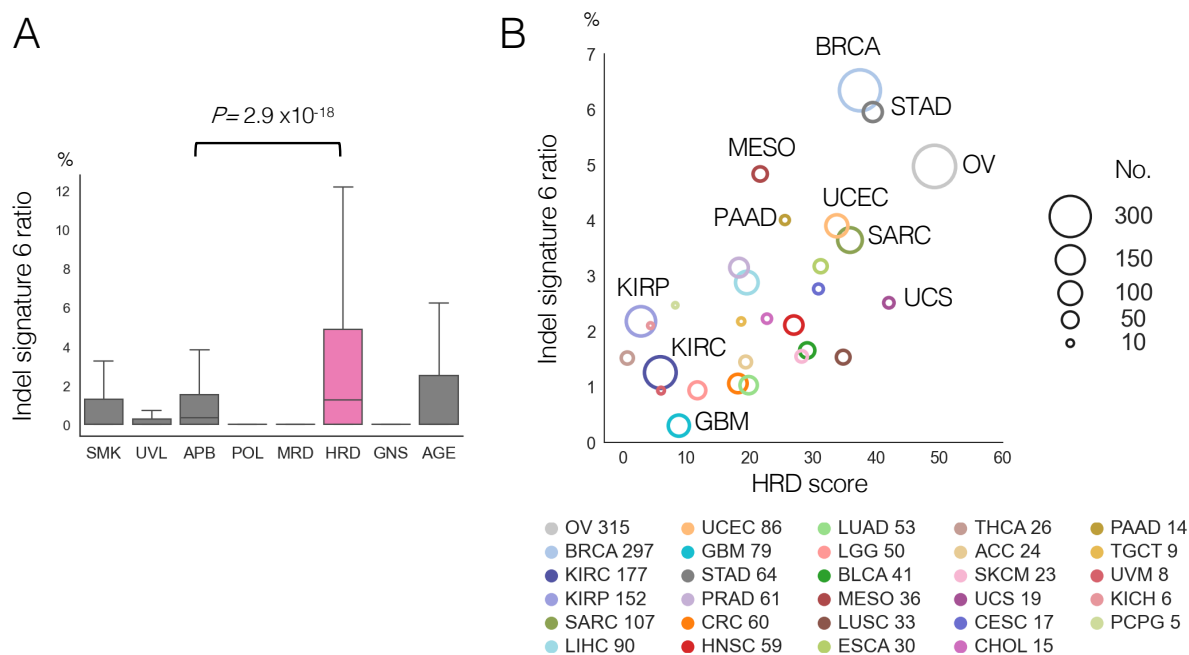 A
P= 2.9 x10-18
%
Indel signature 6 ratio
12
10
8
6
4
2
0
SMK UVL APB POL MRD HRD GNS AGE
B
%
Indel signature 6 ratio
7
6
5
4
3
2
1
0
BRCA
STAD
MESO
OV
PAAD
UCEC
SARC
KIRP
UCS
KIRC
GBM
0 10 20 30 40 50 60
HRD score
No.
300
150
100
50
10
OV 315 UCEC 86 LUAD 53 THCA 26 PAAD 14
BRCA 297 GBM 79 LGG 50 ACC 24 TGCT 9
KIRC 177 STAD 64 BLCA 41 SKCM 23 UVM 8
KIRP 152 PRAD 61 MESO 36 UCS 19 KICH 6
SARC 107 CRC 60 LUSC 33 CESC 17 PCPG 5
LIHC 90 HNSC 59 ESCA 30 CHOL 15